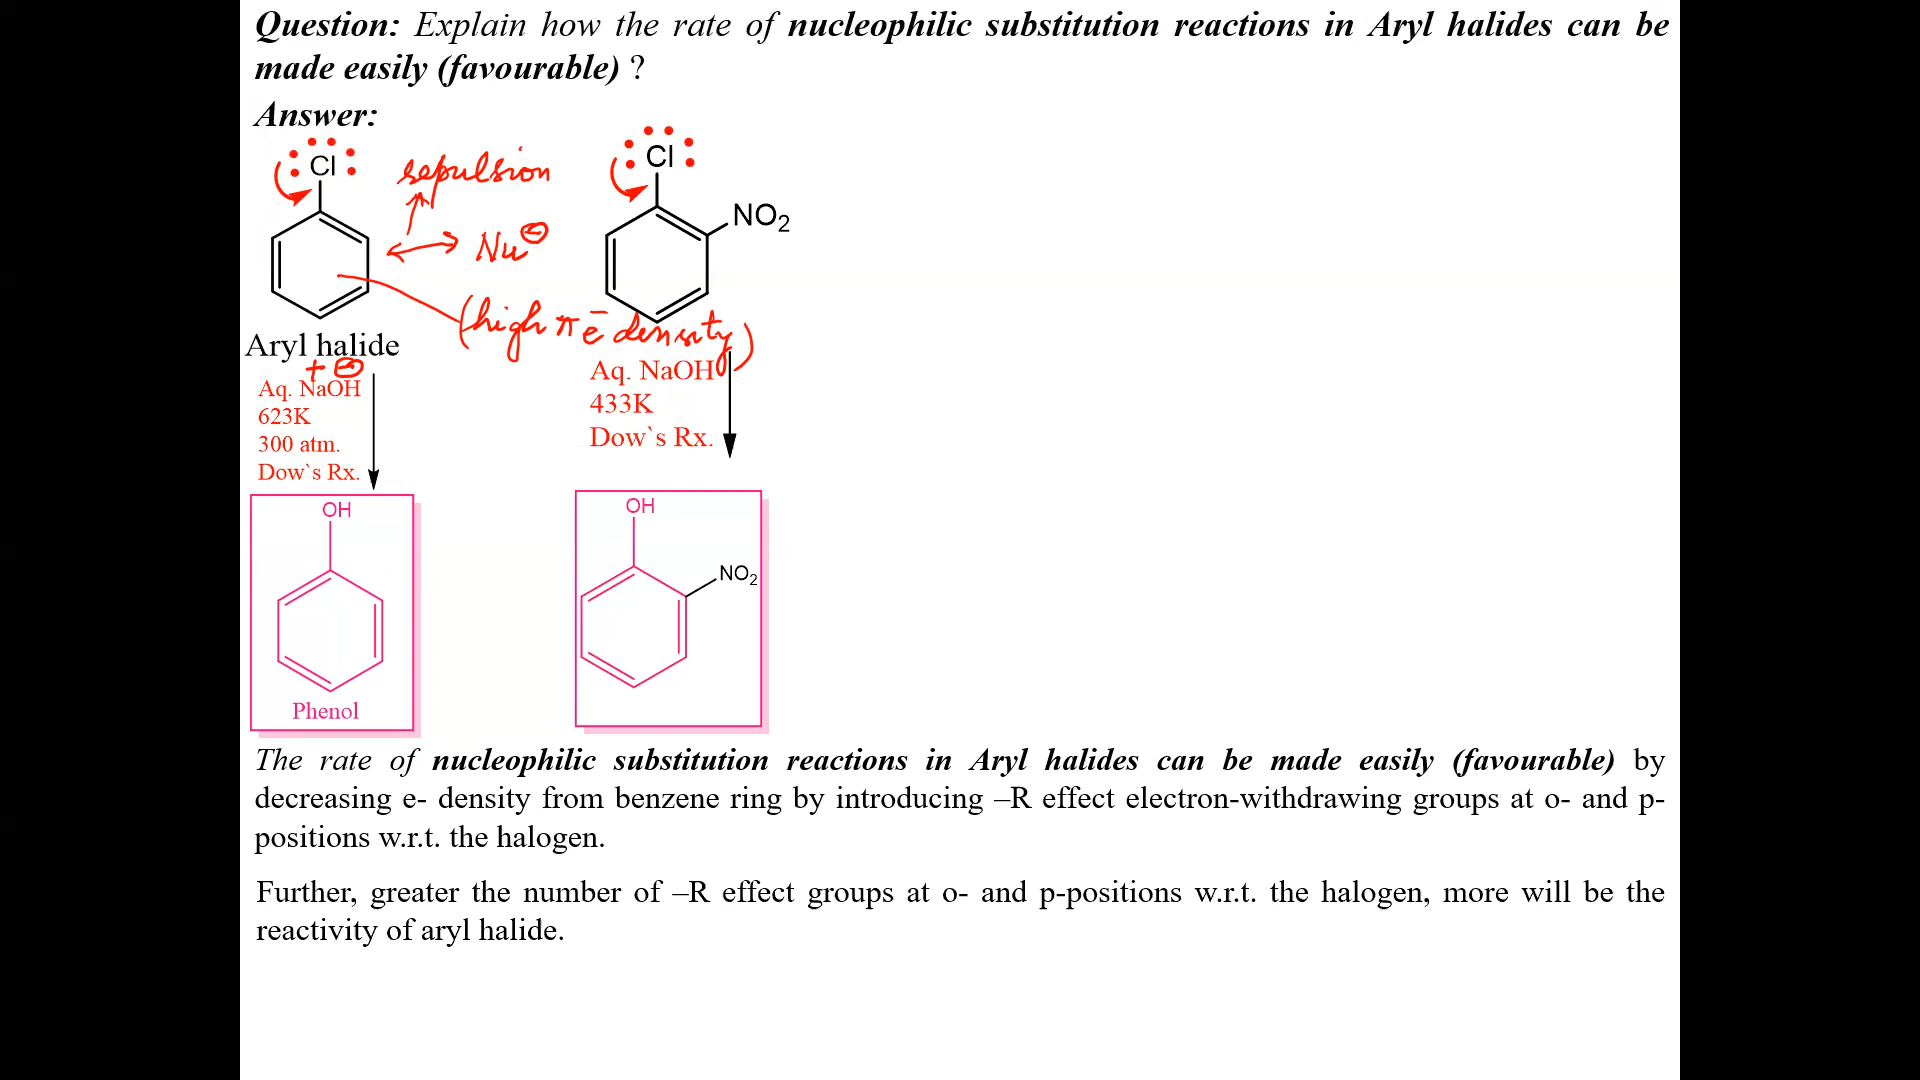 Question: Explain how the rate of nucleophilic substitution reactions in Aryl halides can be
made easily (favourable) ?
Answer:
Cl
repulsion
Nu⊖
Cl
NO2
(high π e⁻ density)
Aryl halide
+ ⊖
Aq. NaOH
623K
300 atm.
Dow`s Rx.
Aq. NaOH
433K
Dow`s Rx.
OH
Phenol
OH
NO2
The rate of nucleophilic substitution reactions in Aryl halides can be made easily (favourable) by
decreasing e- density from benzene ring by introducing –R effect electron-withdrawing groups at o- and p-
positions w.r.t. the halogen.
Further, greater the number of –R effect groups at o- and p-positions w.r.t. the halogen, more will be the
reactivity of aryl halide.